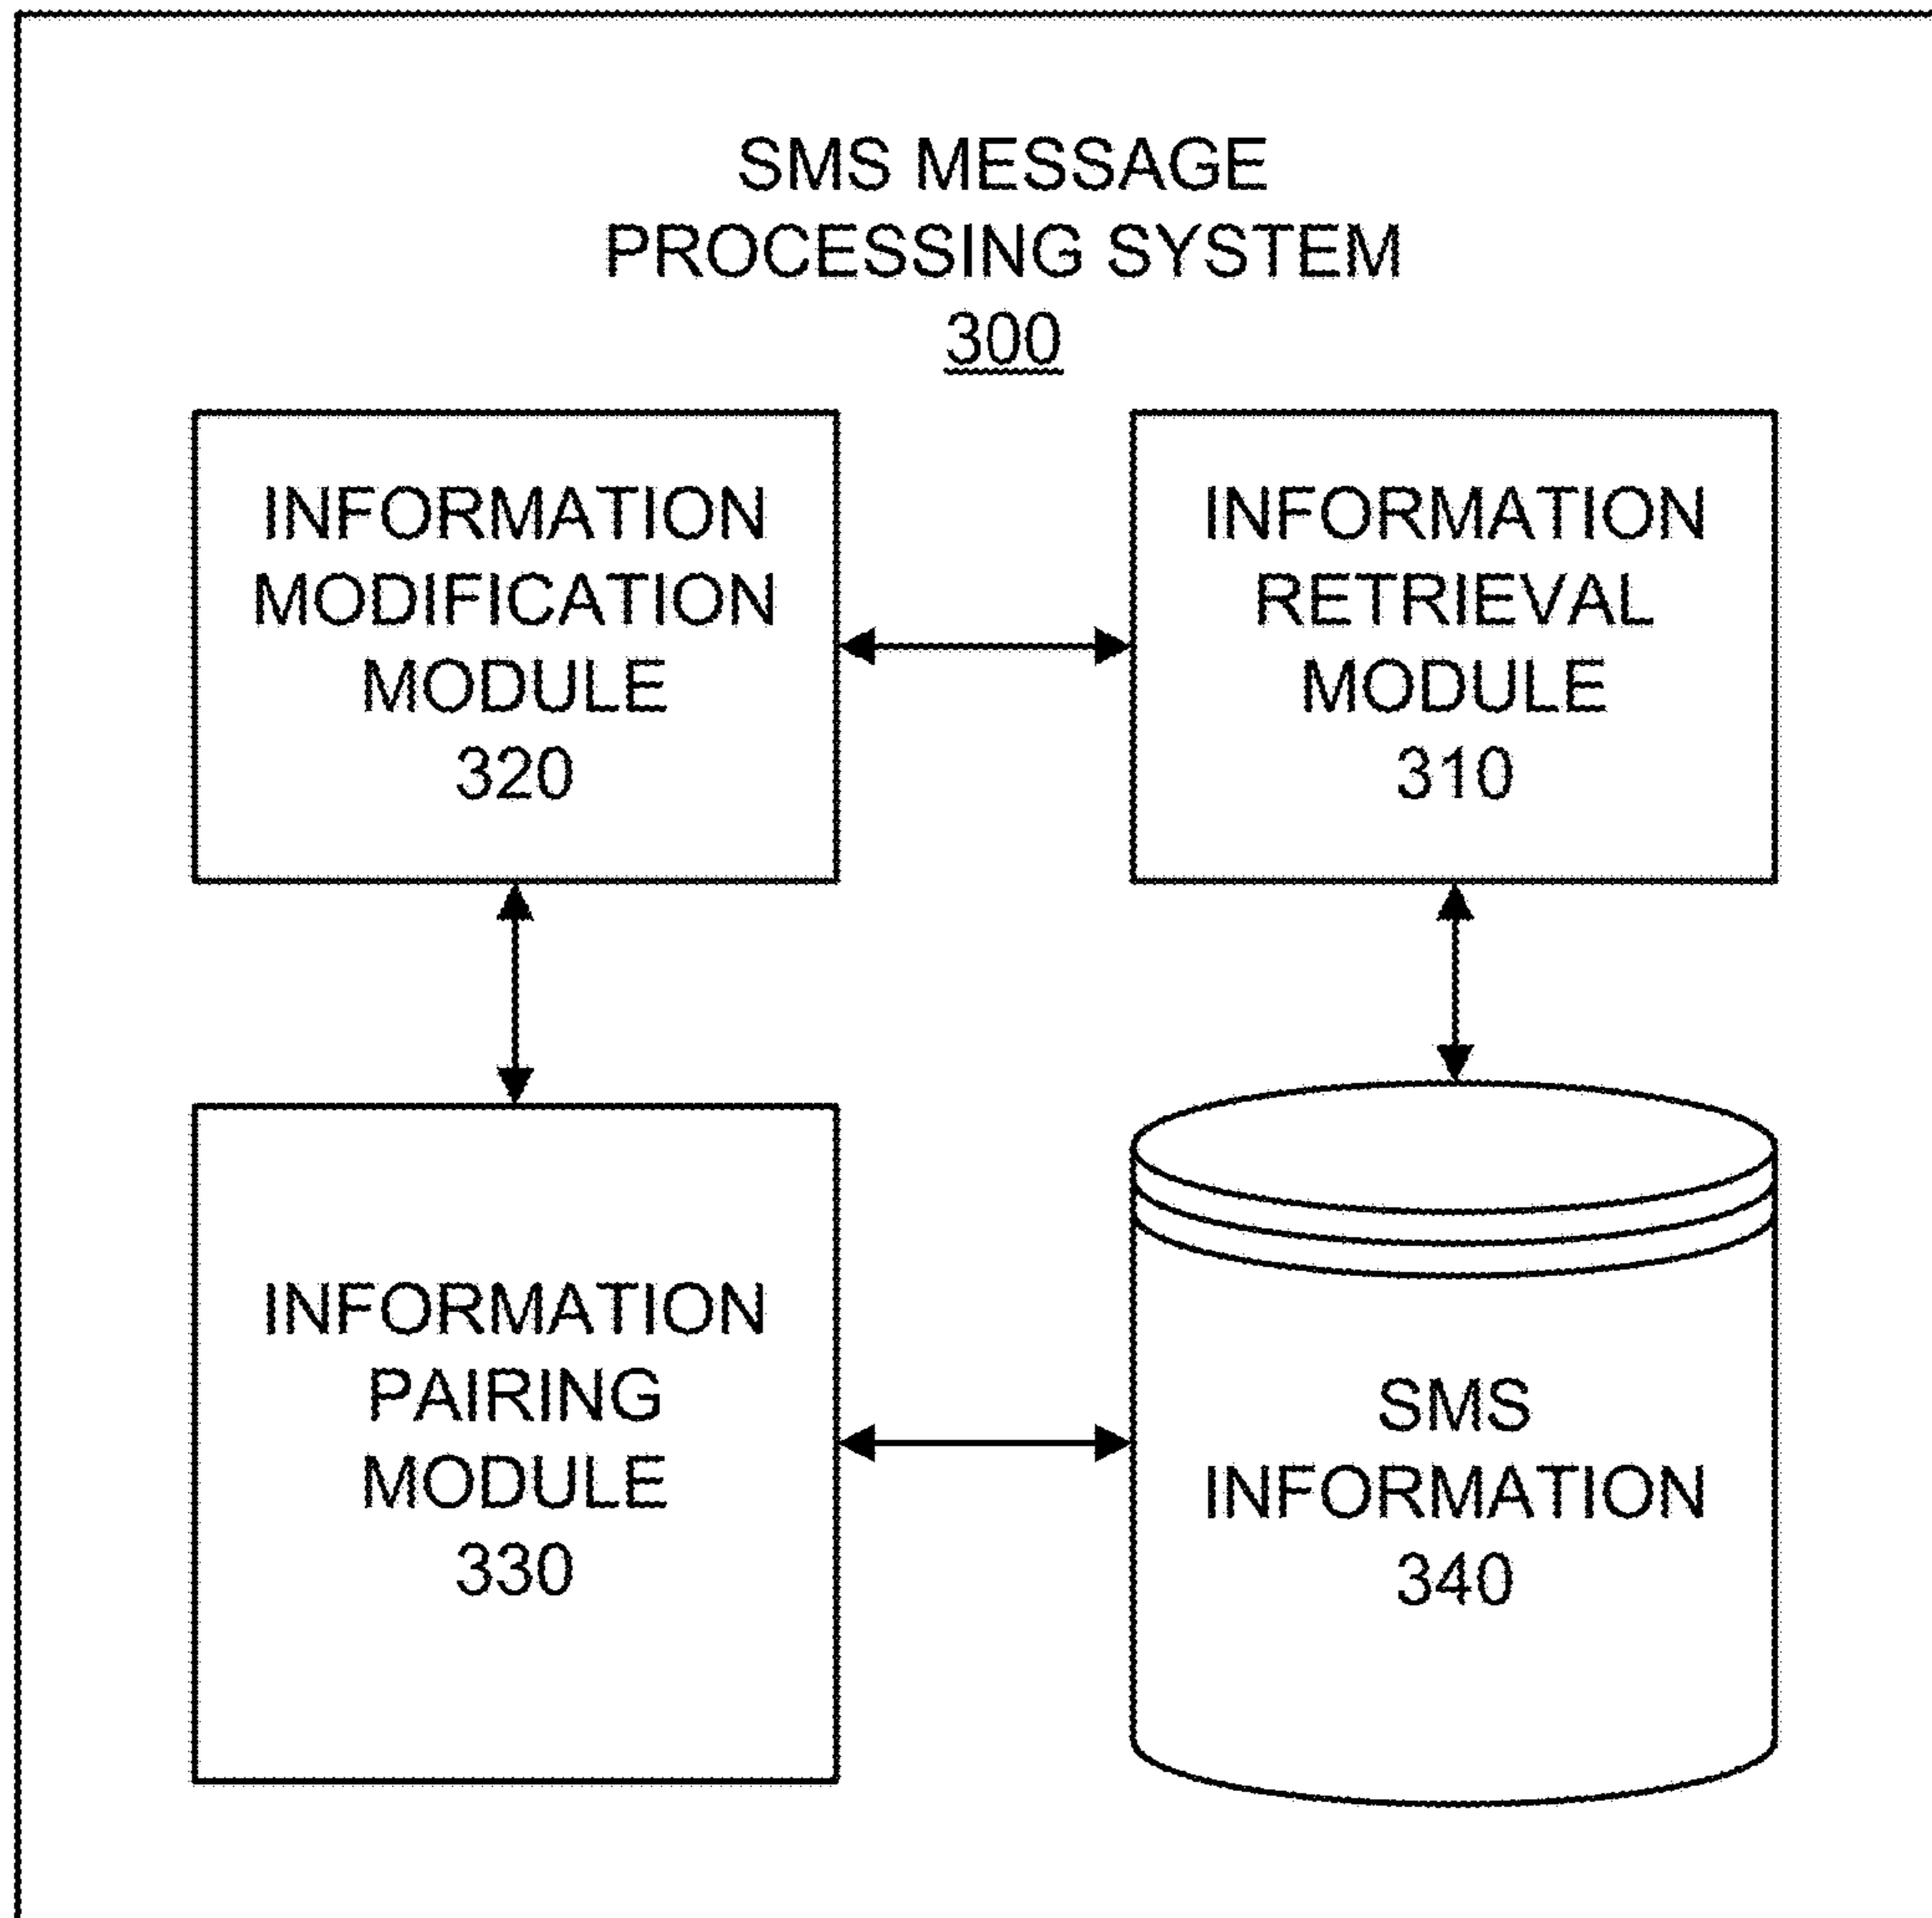 SMS MESSAGE
PROCESSING SYSTEM
300
INFORMATION
MODIFICATION
MODULE
320
INFORMATION
RETRIEVAL
MODULE
310
INFORMATION
PAIRING
MODULE
330
SMS
INFORMATION
340